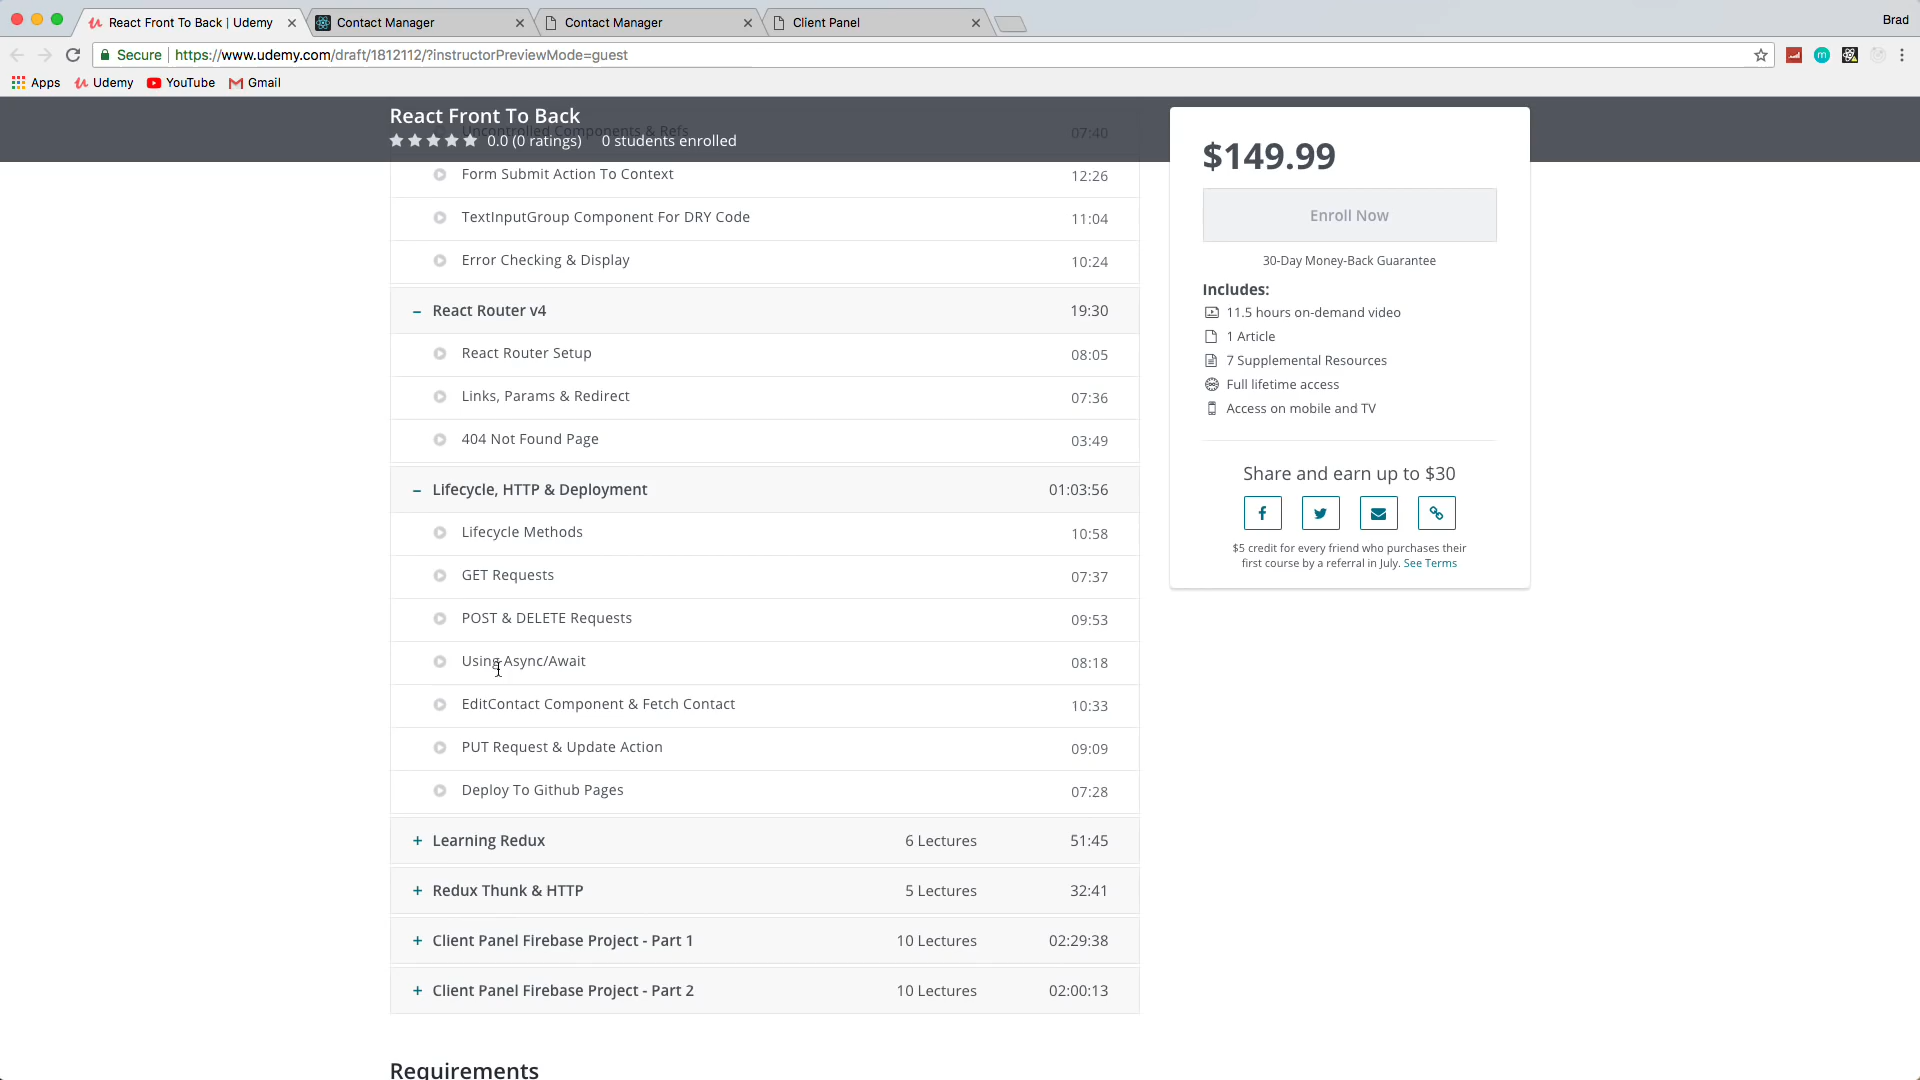 React Front To Back | Udemy
Contact Manager
Contact Manager
Client Panel
Brad
Secure
https://www.udemy.com/draft/1812112/?instructorPreviewMode=guest
Apps
Udemy
YouTube
Gmail
React Front To Back
Uncontrolled Components & Refs
07:40
0.0 (0 ratings) 0 students enrolled
Form Submit Action To Context
12:26
TextInputGroup Component For DRY Code
11:04
Error Checking & Display
10:24
– React Router v4
19:30
React Router Setup
08:05
Links, Params & Redirect
07:36
404 Not Found Page
03:49
– Lifecycle, HTTP & Deployment
01:03:56
Lifecycle Methods
10:58
GET Requests
07:37
POST & DELETE Requests
09:53
Using Async/Await
08:18
EditContact Component & Fetch Contact
10:33
PUT Request & Update Action
09:09
Deploy To Github Pages
07:28
+ Learning Redux
6 Lectures
51:45
+ Redux Thunk & HTTP
5 Lectures
32:41
+ Client Panel Firebase Project - Part 1
10 Lectures
02:29:38
+ Client Panel Firebase Project - Part 2
10 Lectures
02:00:13
Requirements
$149.99
Enroll Now
30-Day Money-Back Guarantee
Includes:
11.5 hours on-demand video
1 Article
7 Supplemental Resources
Full lifetime access
Access on mobile and TV
Share and earn up to $30
$5 credit for every friend who purchases their
first course by a referral in July. See Terms